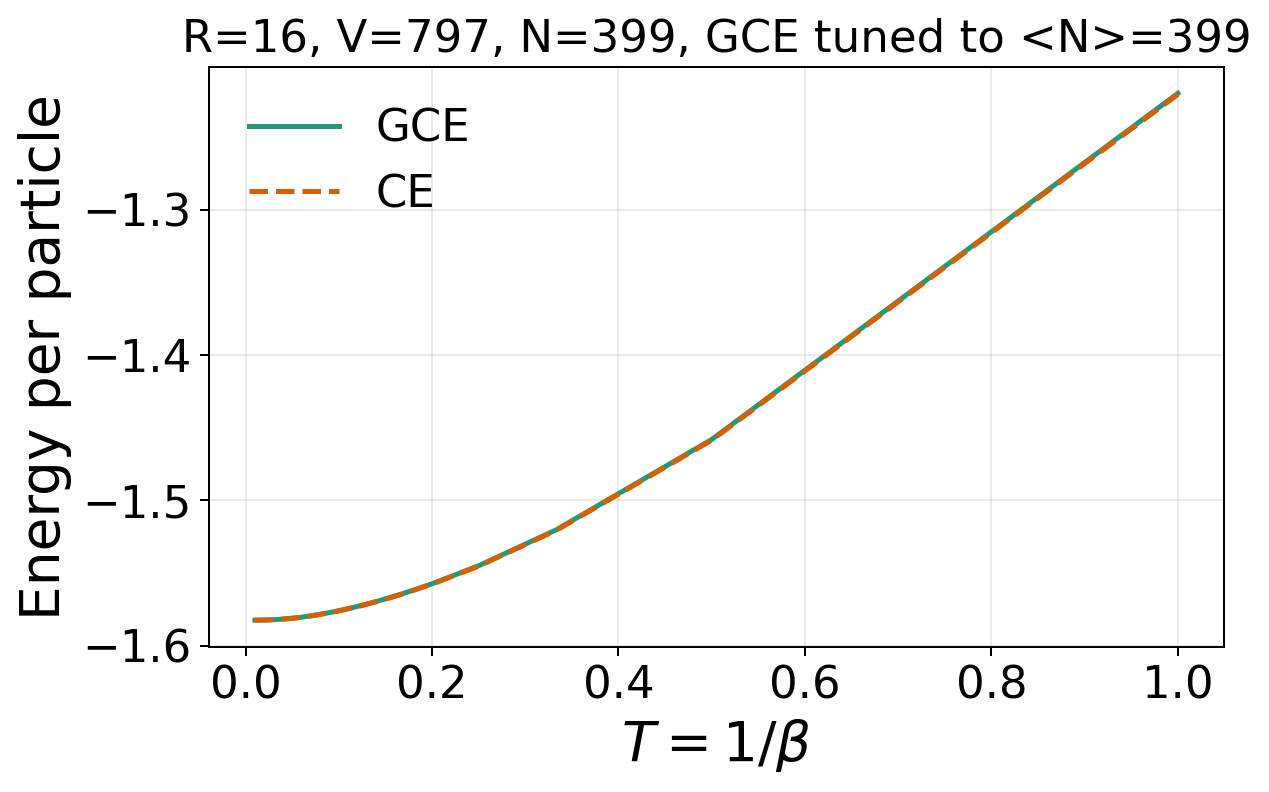 R=16, V=797, N=399, GCE tuned to <N>=399
Energy per particle
GCE
CE
−1.3
−1.4
−1.5
−1.6
0.0 0.2 0.4 0.6 0.8 1.0
T = 1/β